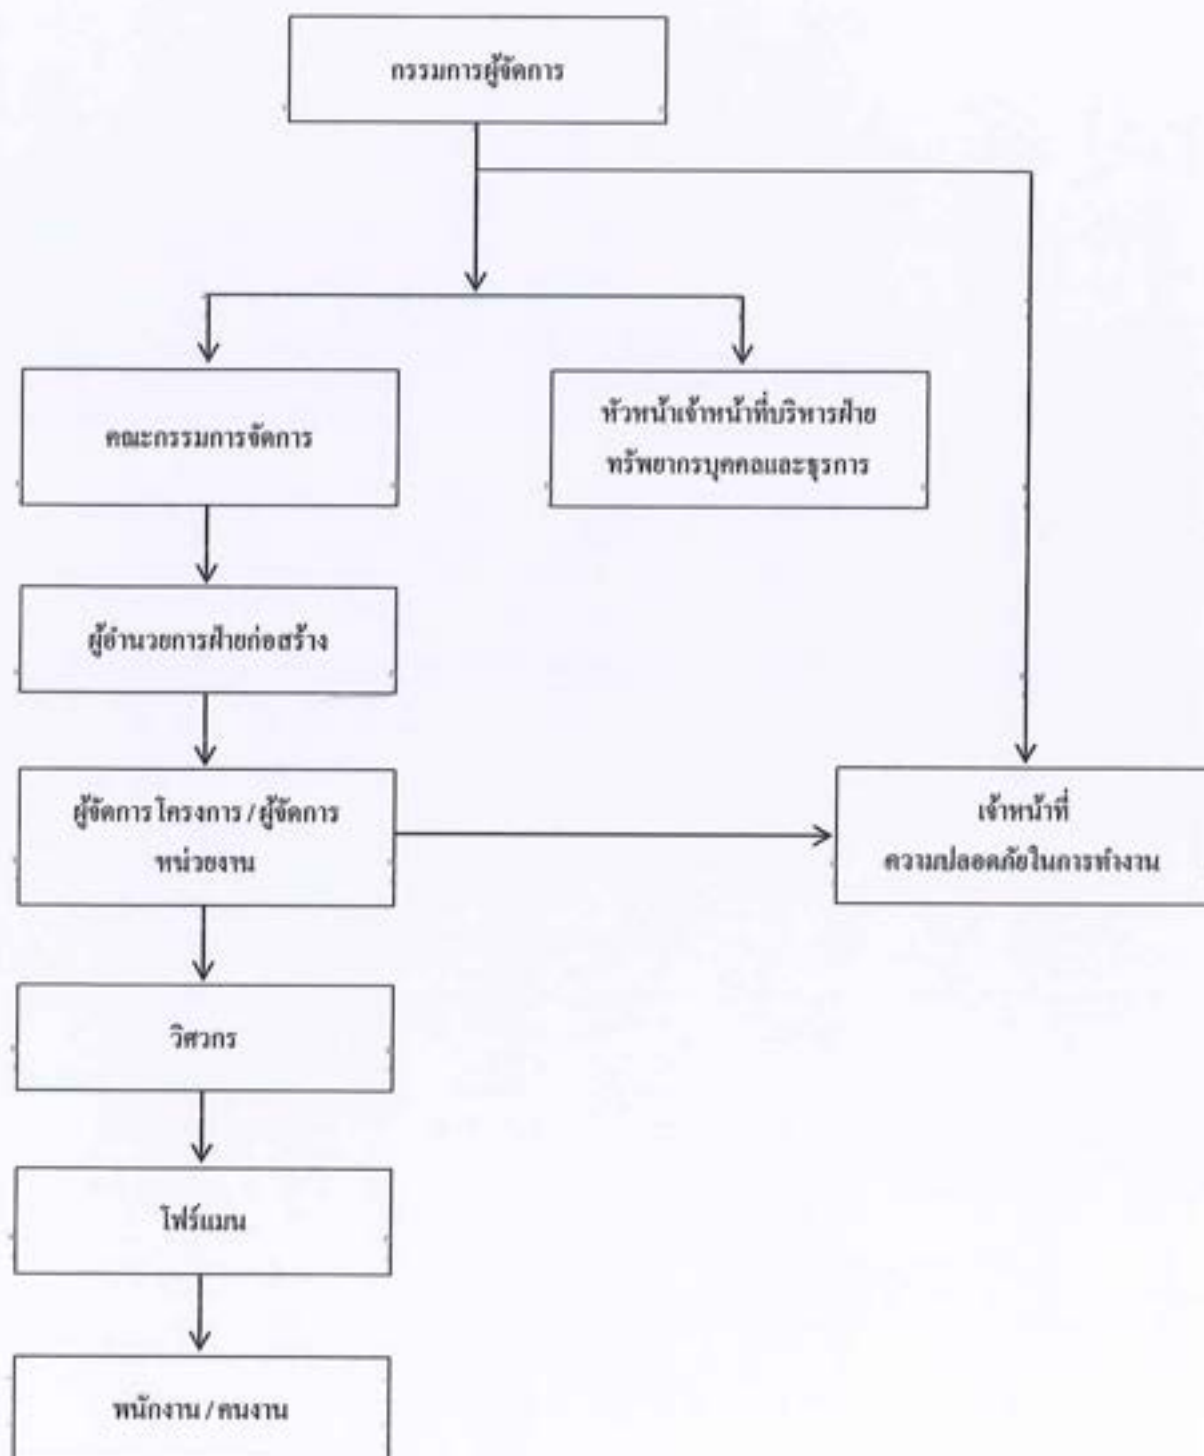 กรรมการผู้จัดการ
คณะกรรมการจัดการ
หัวหน้าเจ้าหน้าที่บริหารฝ่าย
ทรัพยากรบุคคลและธุรการ
ผู้อำนวยการฝ่ายก่อสร้าง
ผู้จัดการโครงการ / ผู้จัดการ
หน่วยงาน
เจ้าหน้าที่
ความปลอดภัยในการทำงาน
วิศวกร
โฟร์แมน
พนักงาน / คนงาน